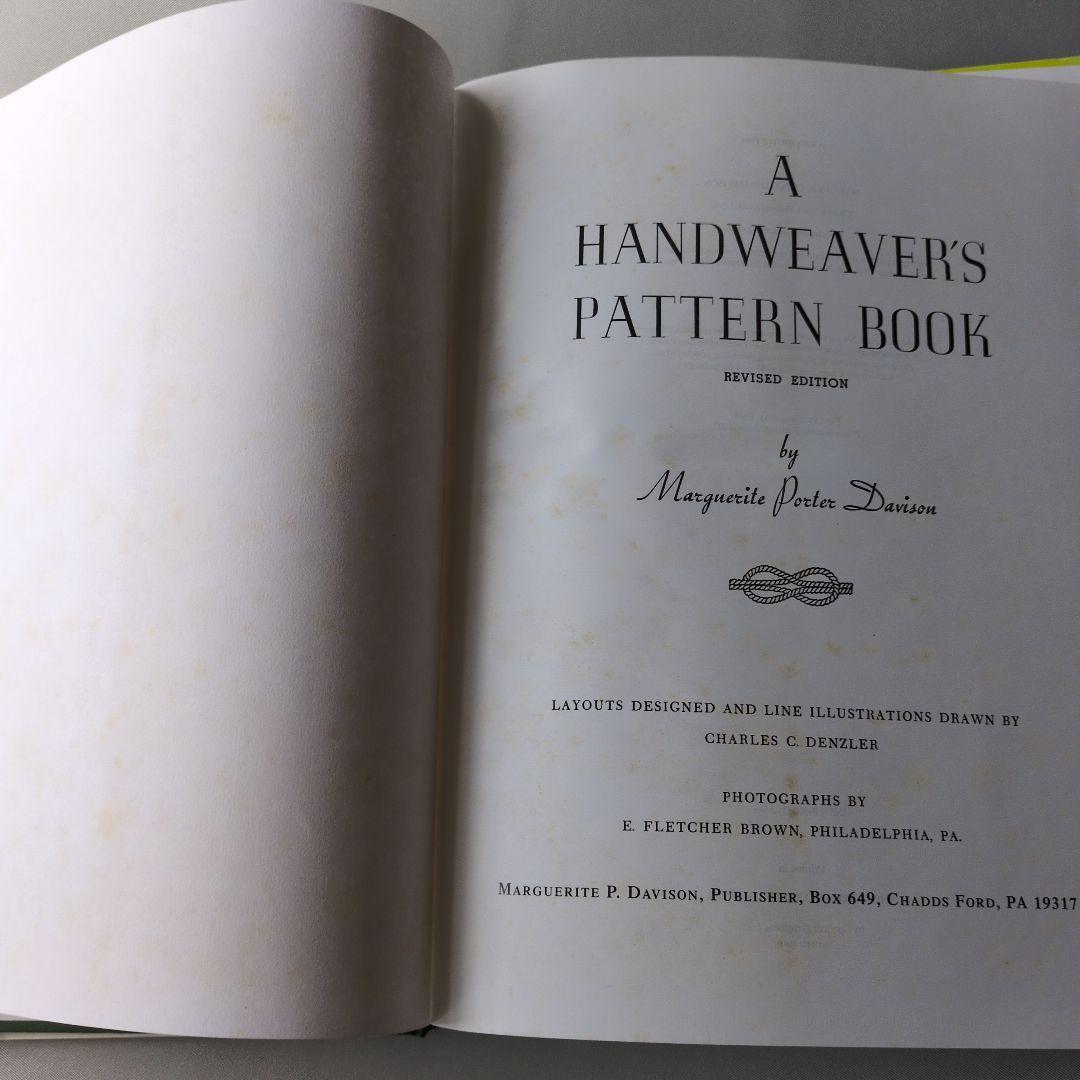 A
HANDWEAVER'S
PATTERN BOOK
REVISED EDITION
by
Marguerite Porter Davison
LAYOUTS DESIGNED AND LINE ILLUSTRATIONS DRAWN BY
CHARLES C. DENZLER
PHOTOGRAPHS BY
E. FLETCHER BROWN, PHILADELPHIA, PA.
MARGUERITE P. DAVISON, PUBLISHER, BOX 649, CHADDS FORD, PA 19317